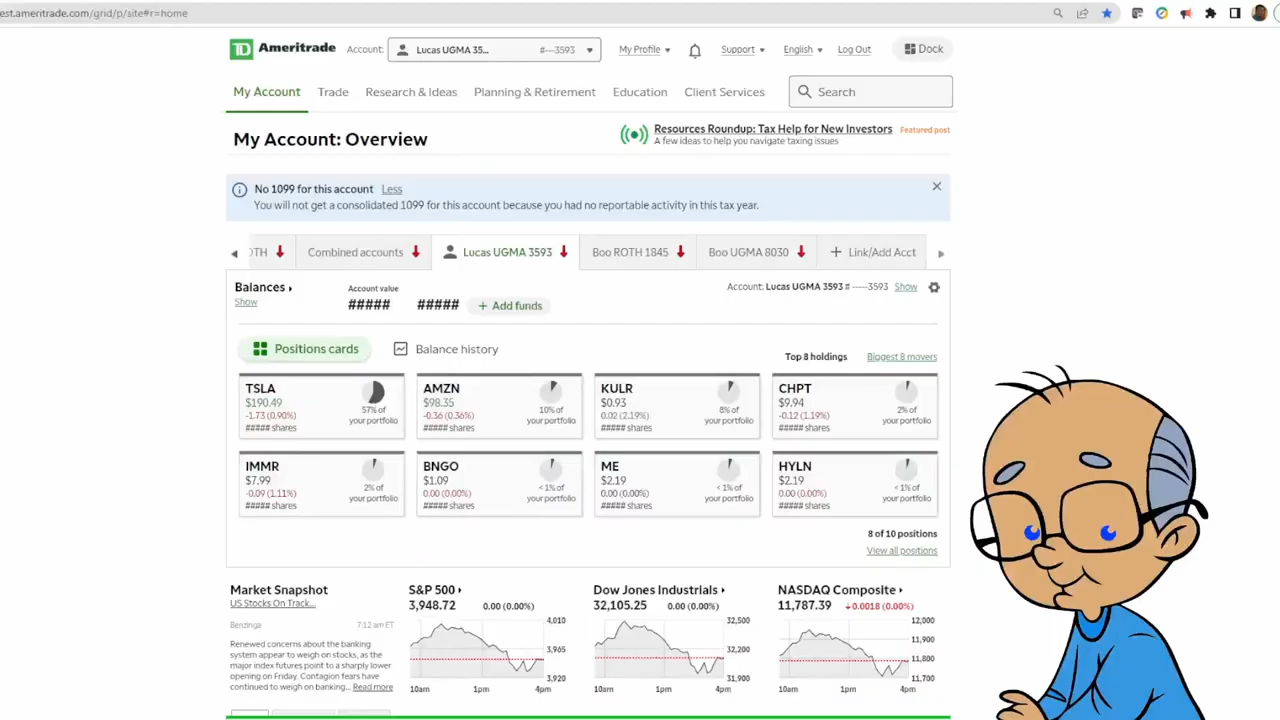 est.ameritrade.com/grid/p/site#r=home
TD Ameritrade Account: Lucas UGMA 35... #---3593 My Profile Support English Log Out Dock
My Account Trade Research & Ideas Planning & Retirement Education Client Services Search
My Account: Overview
Resources Roundup: Tax Help for New Investors Featured post
A few ideas to help you navigate taxing issues
No 1099 for this account Less
You will not get a consolidated 1099 for this account because you had no reportable activity in this tax year.
OTH Combined accounts Lucas UGMA 3593 Boo ROTH 1845 Boo UGMA 8030 + Link/Add Acct
Balances Account value Account: Lucas UGMA 3593 # -----3593 Show
Show ##### ##### + Add funds
Positions cards Balance history Top 8 holdings Biggest 8 movers
TSLA
$190.49
-1.73 (0.90%)
##### shares
57% of
your portfolio
AMZN
$98.35
-0.36 (0.36%)
##### shares
10% of
your portfolio
KULR
$0.93
0.02 (2.19%)
##### shares
8% of
your portfolio
CHPT
$9.94
-0.12 (1.19%)
##### shares
2% of
your portfolio
IMMR
$7.99
-0.09 (1.11%)
##### shares
2% of
your portfolio
BNGO
$1.09
0.00 (0.00%)
##### shares
<1% of
your portfolio
ME
$2.19
0.00 (0.00%)
##### shares
<1% of
your portfolio
HYLN
$2.19
0.00 (0.00%)
##### shares
<1% of
your portfolio
8 of 10 positions
View all positions
Market Snapshot
US Stocks On Track...
Benzinga 7:12 am ET
Renewed concerns about the banking
system appear to weigh on stocks, as the
major index futures point to a sharply lower
opening on Friday. Contagion fears have
continued to weigh on banking... Read more
S&P 500
3,948.72 0.00 (0.00%)
4,010
3,965
3,920
10am 1pm 4pm
Dow Jones Industrials
32,105.25 0.00 (0.00%)
32,500
32,200
31,900
10am 1pm 4pm
NASDAQ Composite
11,787.39 0.0018 (0.00%)
12,000
11,900
11,800
11,700
10am 1pm 4pm